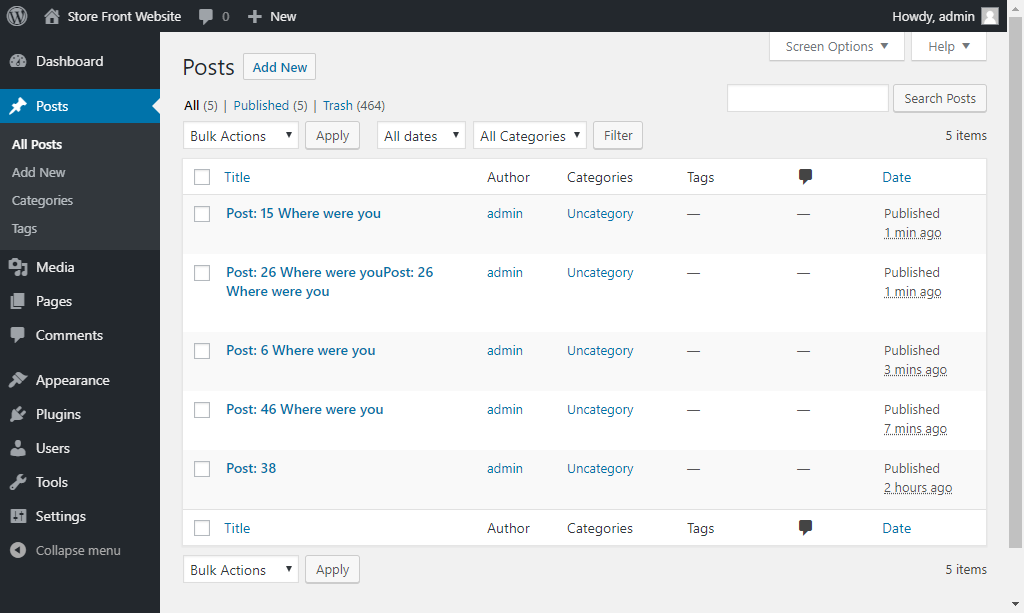 Store Front Website 0 New Howdy, admin
Screen Options ▼ Help ▼
Dashboard
Posts
All Posts
Add New
Categories
Tags
Media
Pages
Comments
Appearance
Plugins
Users
Tools
Settings
Collapse menu
Posts Add New
All (5) | Published (5) | Trash (464)
Search Posts
Bulk Actions Apply All dates All Categories Filter 5 items
Title Author Categories Tags Date
Post: 15 Where were you admin Uncategory — — Published
1 min ago
Post: 26 Where were youPost: 26 admin Uncategory — — Published
Where were you 1 min ago
Post: 6 Where were you admin Uncategory — — Published
3 mins ago
Post: 46 Where were you admin Uncategory — — Published
7 mins ago
Post: 38 admin Uncategory — — Published
2 hours ago
Title Author Categories Tags Date
Bulk Actions Apply 5 items